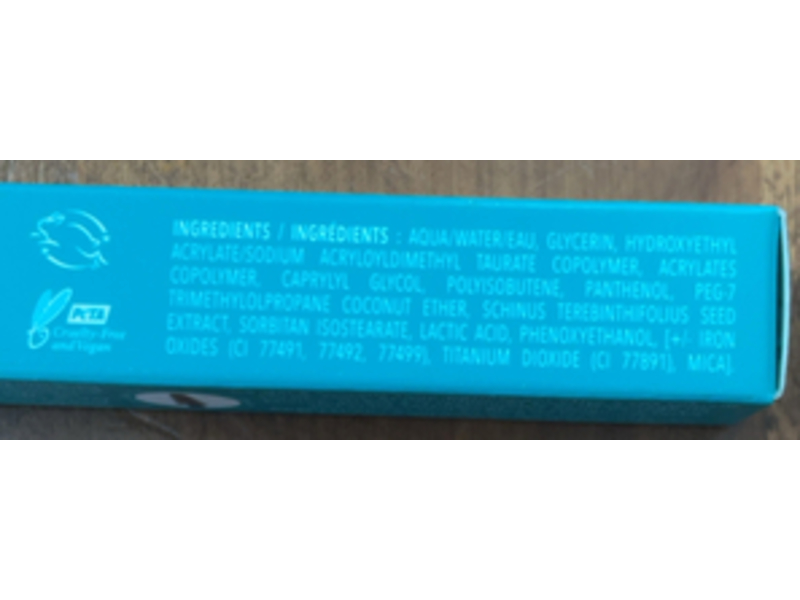 INGREDIENTS / INGRÉDIENTS : AQUA/WATER/EAU, GLYCERIN, HYDROXYETHYL
ACRYLATE/SODIUM ACRYLOYLDIMETHYL TAURATE COPOLYMER, ACRYLATES
COPOLYMER, CAPRYLYL GLYCOL, POLYISOBUTENE, PANTHENOL, PEG-7
TRIMETHYLOLPROPANE COCONUT ETHER, SCHINUS TEREBINTHIFOLIUS SEED
EXTRACT, SORBITAN ISOSTEARATE, LACTIC ACID, PHENOXYETHANOL, [+/- IRON
OXIDES (CI 77491, 77492, 77499), TITANIUM DIOXIDE (CI 77891), MICA].
PETA
Cruelty-Free
and Vegan